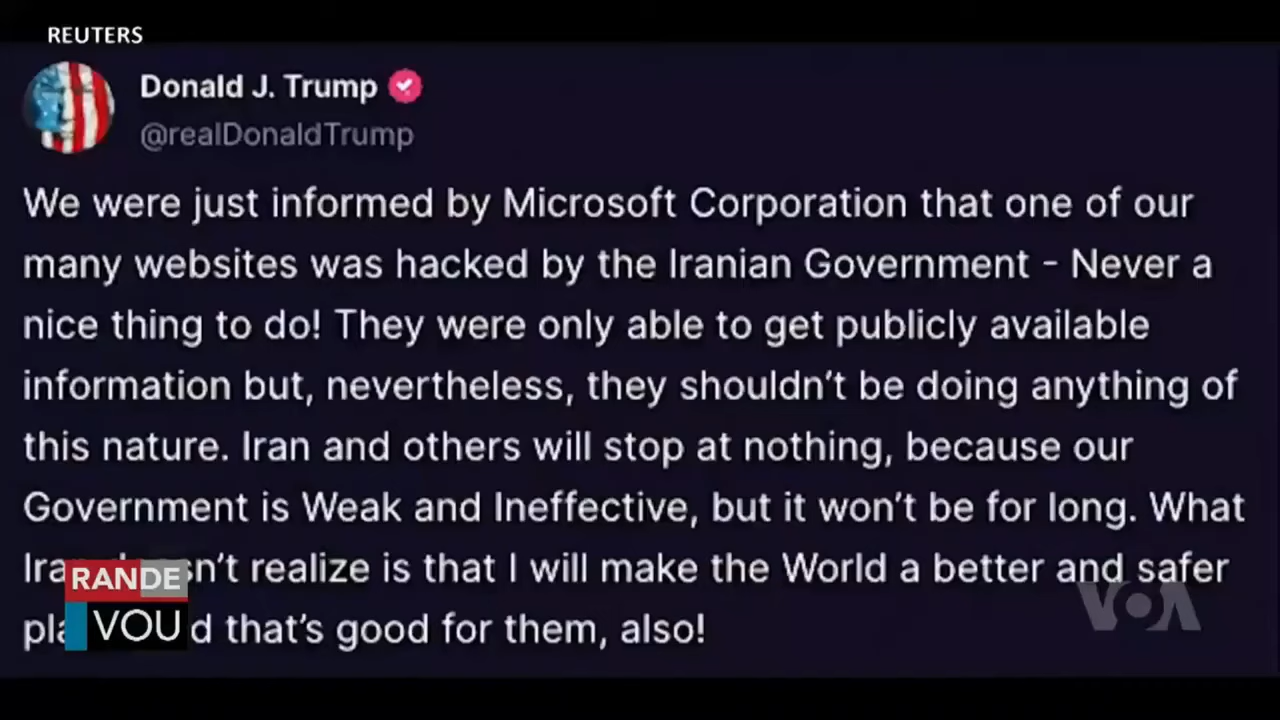 REUTERS
Donald J. Trump
@realDonaldTrump
We were just informed by Microsoft Corporation that one of our
many websites was hacked by the Iranian Government - Never a
nice thing to do! They were only able to get publicly available
information but, nevertheless, they shouldn't be doing anything of
this nature. Iran and others will stop at nothing, because our
Government is Weak and Ineffective, but it won't be for long. What
realize is that I will make the World a better and safer
that's good for them, also!
RANDE
VOU
VOA